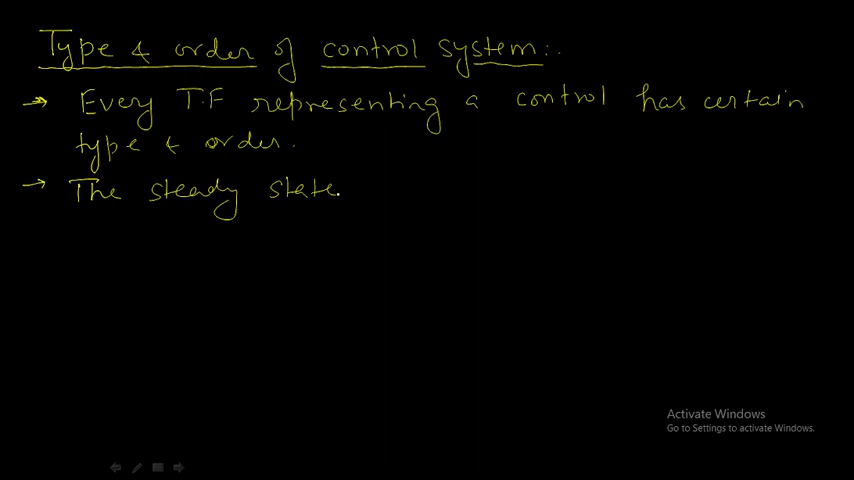 Type & order of control system:.
→ Every T.F representing a control has certain
type & order.
→ The steady state
Activate Windows
Go to Settings to activate Windows.